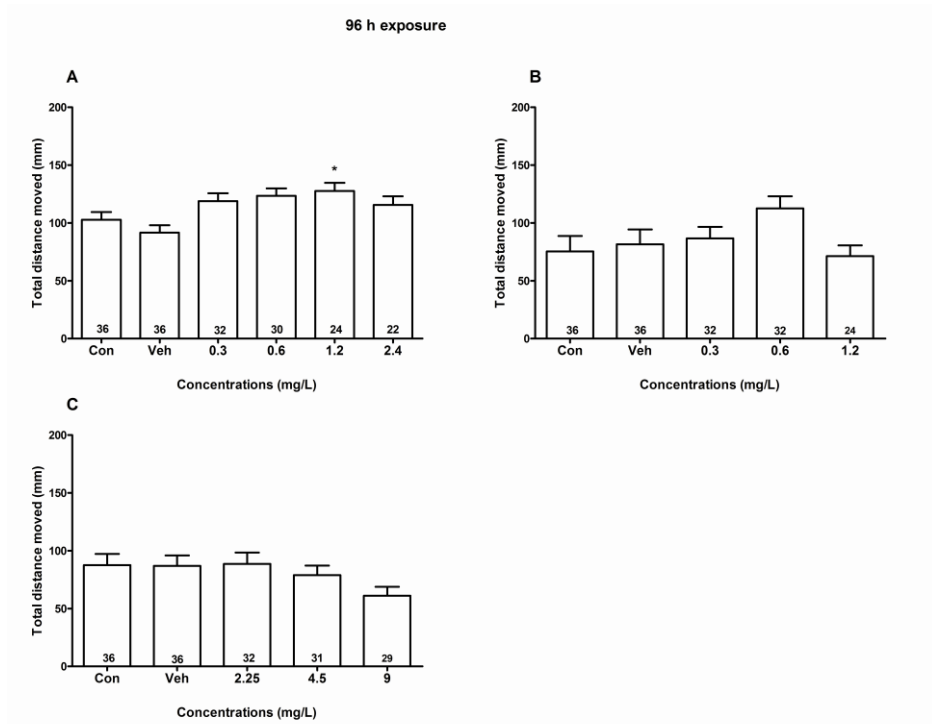 96 h exposure
A
200
150
100
50
0
Total distance moved (mm)
*
36 36 32 30 24 22
Con Veh 0.3 0.6 1.2 2.4
Concentrations (mg/L)
B
200
150
100
50
0
Total distance moved (mm)
36 36 32 32 24
Con Veh 0.3 0.6 1.2
Concentrations (mg/L)
C
200
150
100
50
0
Total distance moved (mm)
36 36 32 31 29
Con Veh 2.25 4.5 9
Concentrations (mg/L)